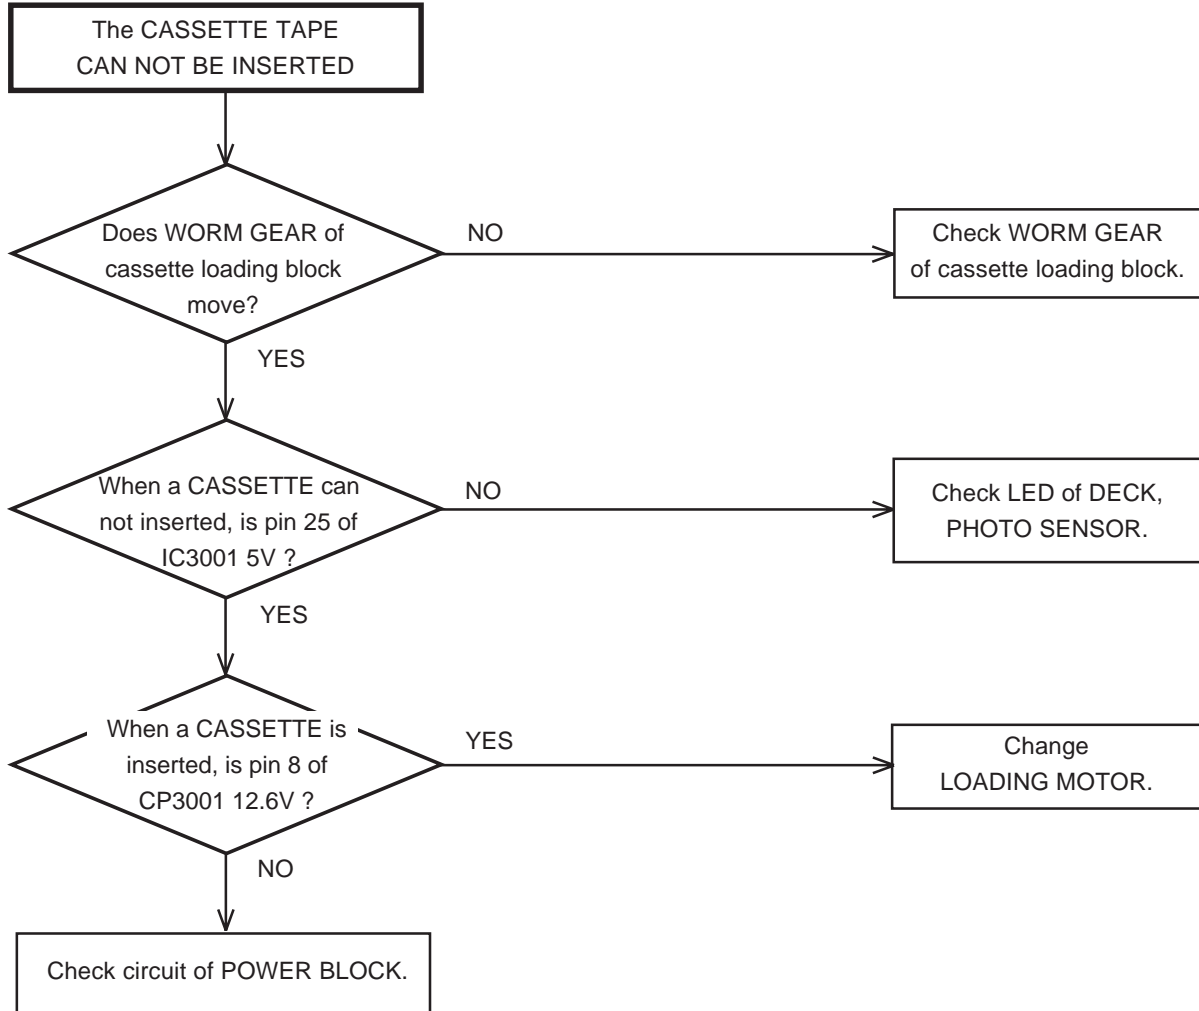 The CASSETTE TAPE
CAN NOT BE INSERTED
Does WORM GEAR of
cassette loading block
move?
NO
Check WORM GEAR
of cassette loading block.
YES
When a CASSETTE can
not inserted, is pin 25 of
IC3001 5V ?
NO
Check LED of DECK,
PHOTO SENSOR.
YES
When a CASSETTE is
inserted, is pin 8 of
CP3001 12.6V ?
YES
Change
LOADING MOTOR.
NO
Check circuit of POWER BLOCK.